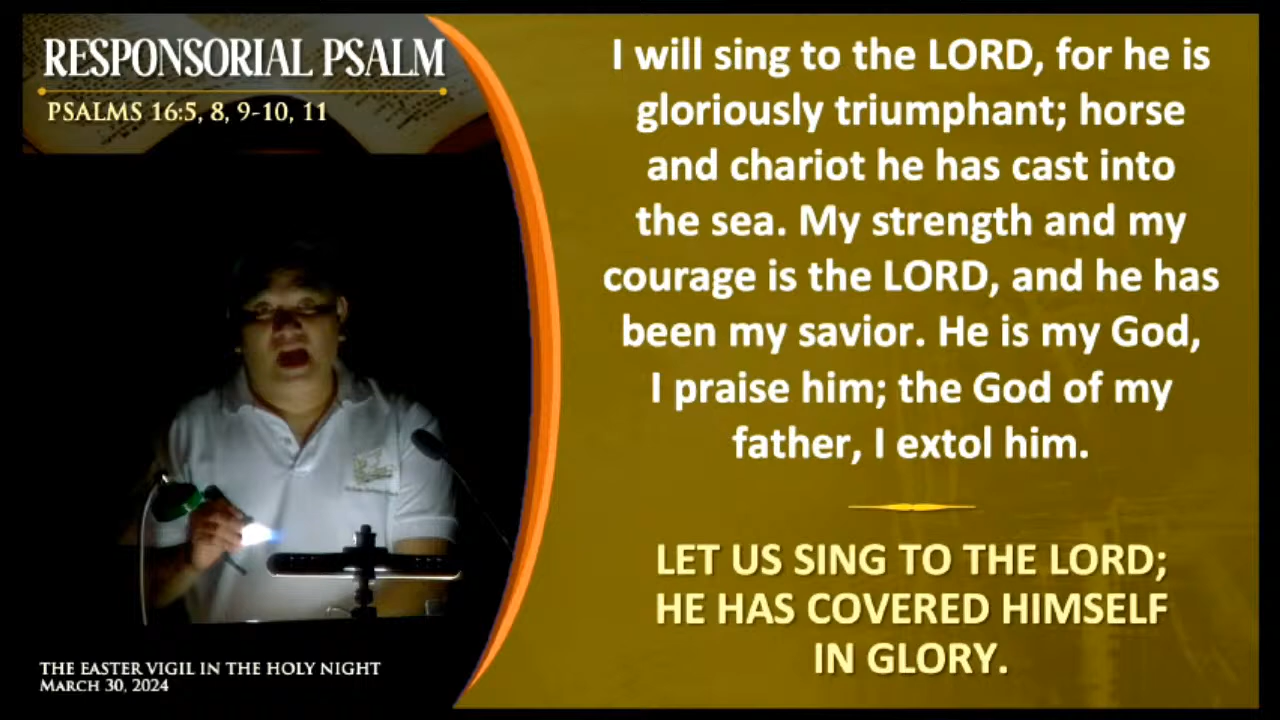 RESPONSORIAL PSALM
PSALMS 16:5, 8, 9-10, 11
I will sing to the LORD, for he is
gloriously triumphant; horse
and chariot he has cast into
the sea. My strength and my
courage is the LORD, and he has
been my savior. He is my God,
I praise him; the God of my
father, I extol him.
LET US SING TO THE LORD;
HE HAS COVERED HIMSELF
IN GLORY.
THE EASTER VIGIL IN THE HOLY NIGHT
MARCH 30, 2024